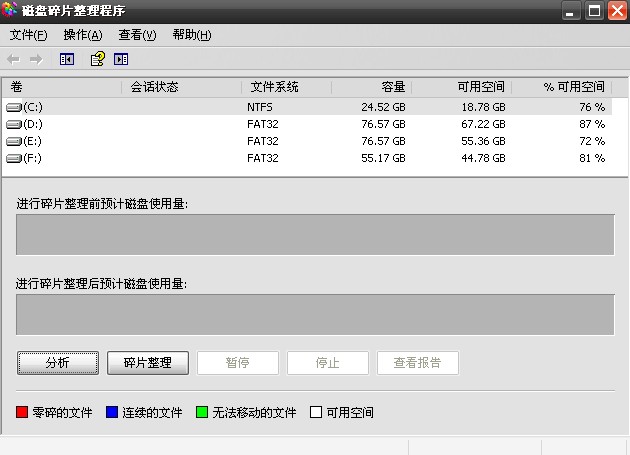 磁盘碎片整理程序
文件(F) 操作(A) 查看(V) 帮助(H)
卷 会话状态 文件系统 容量 可用空间 % 可用空间
(C:) NTFS 24.52 GB 18.78 GB 76 %
(D:) FAT32 76.57 GB 67.22 GB 87 %
(E:) FAT32 76.57 GB 55.36 GB 72 %
(F:) FAT32 55.17 GB 44.78 GB 81 %
进行碎片整理前预计磁盘使用量:
进行碎片整理后预计磁盘使用量:
分析 碎片整理 暂停 停止 查看报告
零碎的文件 连续的文件 无法移动的文件 可用空间